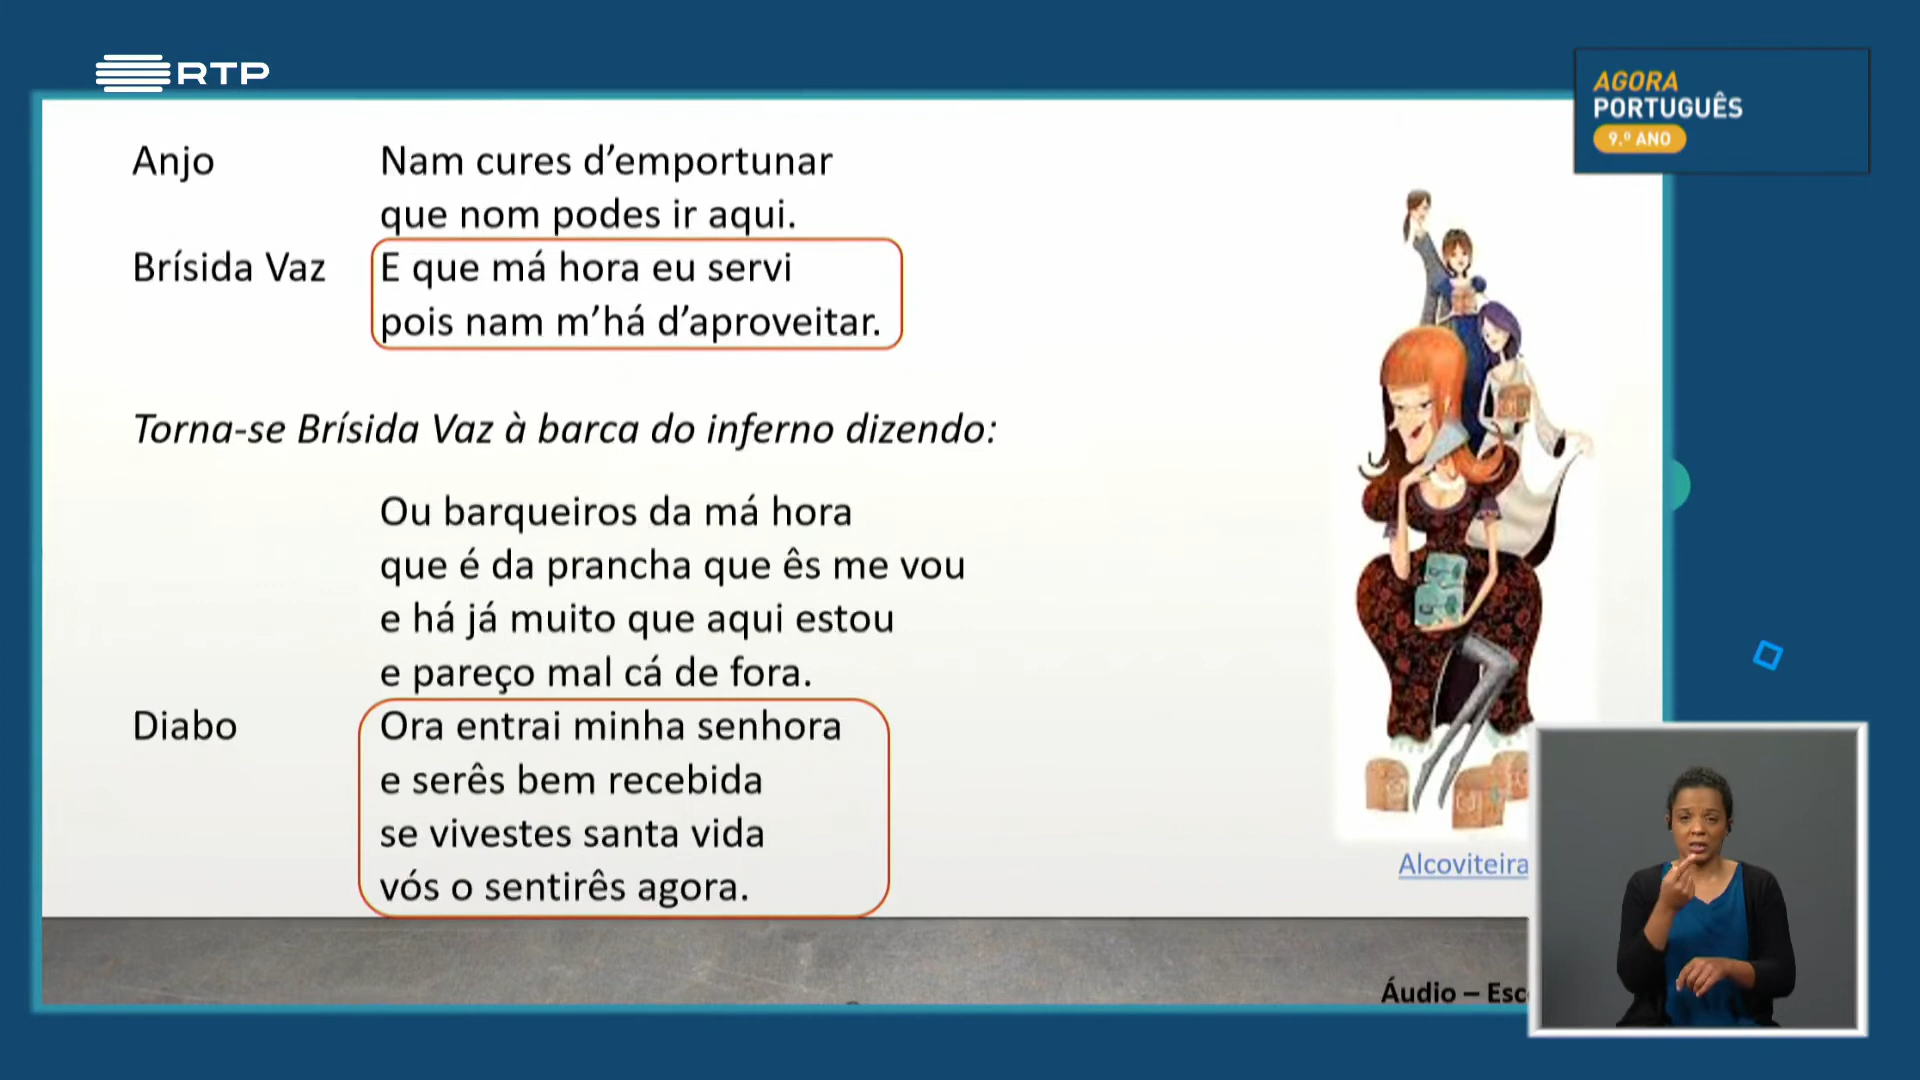 RTP
AGORA
PORTUGUÊS
9.º ANO
Anjo Nam cures d’emportunar
que nom podes ir aqui.
Brísida Vaz E que má hora eu servi
pois nam m’há d’aproveitar.
Torna-se Brísida Vaz à barca do inferno dizendo:
Ou barqueiros da má hora
que é da prancha que ês me vou
e há já muito que aqui estou
e pareço mal cá de fora.
Diabo Ora entrai minha senhora
e serês bem recebida
se vivestes santa vida
vós o sentirês agora.
Alcoviteira
Áudio –